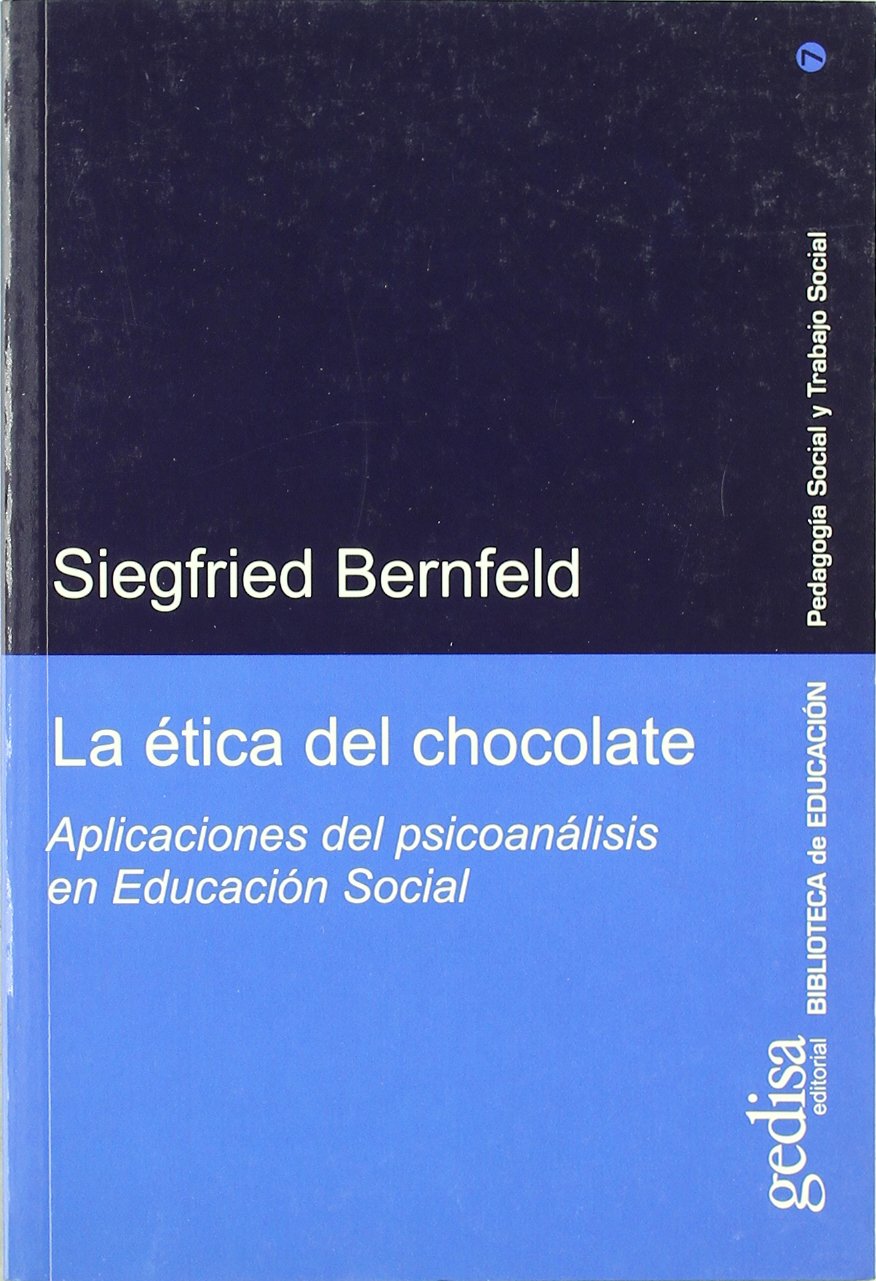 Siegfried Bernfeld
La ética del chocolate
Aplicaciones del psicoanálisis
en Educación Social
gedisa
editorial
BIBLIOTECA de EDUCACIÓN
Pedagogía Social y Trabajo Social
7